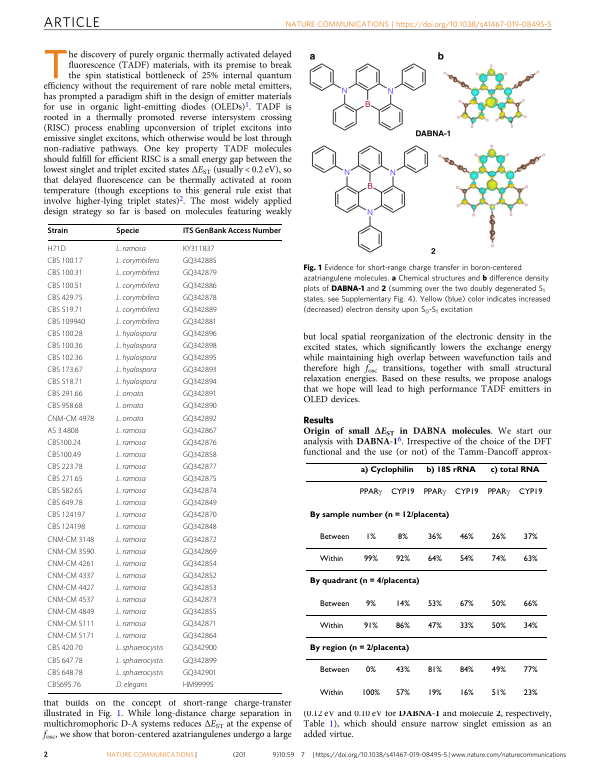 ARTICLE
NATURE COMMUNICATIONS | https://doi.org/10.1038/s41467-019-08495-5
The discovery of purely organic thermally activated delayed
fluorescence (TADF) materials, with its premise to break
the spin statistical bottleneck of 25% internal quantum
efficiency without the requirement of rare noble metal emitters,
has prompted a paradigm shift in the design of emitter materials
for use in organic light-emitting diodes (OLEDs)1. TADF is
rooted in a thermally promoted reverse intersystem crossing
(RISC) process enabling upconversion of triplet excitons into
emissive singlet excitons, which otherwise would be lost through
non-radiative pathways. One key property TADF molecules
should fulfill for efficient RISC is a small energy gap between the
lowest singlet and triplet excited states ΔEST (usually < 0.2 eV), so
that delayed fluorescence can be thermally activated at room
temperature (though exceptions to this general rule exist that
involve higher-lying triplet states)2. The most widely applied
design strategy so far is based on molecules featuring weakly
Strain Specie ITS GenBank Access Number
H71D L. ramosa KY311837
CBS 100.17 L. corymbifera GQ342885
CBS 100.31 L. corymbifera GQ342879
CBS 100.51 L. corymbifera GQ342886
CBS 429.75 L. corymbifera GQ342878
CBS 519.71 L. corymbifera GQ342889
CBS 109940 L. corymbifera GQ342881
CBS 100.28 L. hyalospora GQ342896
CBS 100.36 L. hyalospora GQ342898
CBS 102.36 L. hyalospora GQ342895
CBS 173.67 L. hyalospora GQ342893
CBS 518.71 L. hyalospora GQ342894
CBS 291.66 L. ornata GQ342891
CBS 958.68 L. ornata GQ342890
CNM-CM 4978 L. ornata GQ342892
AS 3.4808 L. ramosa GQ342867
CBS100.24 L. ramosa GQ342876
CBS100.49 L. ramosa GQ342858
CBS 223.78 L. ramosa GQ342877
CBS 271.65 L. ramosa GQ342875
CBS 582.65 L. ramosa GQ342874
CBS 649.78 L. ramosa GQ342849
CBS 124197 L. ramosa GQ342870
CBS 124198 L. ramosa GQ342848
CNM-CM 3148 L. ramosa GQ342872
CNM-CM 3590 L. ramosa GQ342869
CNM-CM 4261 L. ramosa GQ342854
CNM-CM 4337 L. ramosa GQ342852
CNM-CM 4427 L. ramosa GQ342853
CNM-CM 4537 L. ramosa GQ342873
CNM-CM 4849 L. ramosa GQ342855
CNM-CM 5111 L. ramosa GQ342871
CNM-CM 5171 L. ramosa GQ342864
CBS 420.70 L. sphaerocystis GQ342900
CBS 647.78 L. sphaerocystis GQ342899
CBS 648.78 L. sphaerocystis GQ342901
CBS695.76 D. elegans HM999995
that builds on the concept of short-range charge-transfer
illustrated in Fig. 1. While long-distance charge separation in
multichromophoric D-A systems reduces ΔEST at the expense of
fosc, we show that boron-centered azatriangulenes undergo a large
a b
N N
B
DABNA-1
N N
B
N
2
Fig. 1 Evidence for short-range charge transfer in boron-centered
azatriangulene molecules. a Chemical structures and b difference density
plots of DABNA-1 and 2 (summing over the two doubly degenerated S1
states, see Supplementary Fig. 4). Yellow (blue) color indicates increased
(decreased) electron density upon S0-S1 excitation
but local spatial reorganization of the electronic density in the
excited states, which significantly lowers the exchange energy
while maintaining high overlap between wavefunction tails and
therefore high fosc transitions, together with small structural
relaxation energies. Based on these results, we propose analogs
that we hope will lead to high performance TADF emitters in
OLED devices.
Results
Origin of small ΔEST in DABNA molecules. We start our
analysis with DABNA-16. Irrespective of the choice of the DFT
functional and the use (or not) of the Tamm-Dancoff approx-
a) Cyclophilin b) 18S rRNA c) total RNA
PPARγ CYP19 PPARγ CYP19 PPARγ CYP19
By sample number (n = 12/placenta)
Between 1% 8% 36% 46% 26% 37%
Within 99% 92% 64% 54% 74% 63%
By quadrant (n = 4/placenta)
Between 9% 14% 53% 67% 50% 66%
Within 91% 86% 47% 33% 50% 34%
By region (n = 2/placenta)
Between 0% 43% 81% 84% 49% 77%
Within 100% 57% 19% 16% 51% 23%
(0.12 eV and 0.10 eV for DABNA-1 and molecule 2, respectively,
Table 1), which should ensure narrow singlet emission as an
added virtue.
2 NATURE COMMUNICATIONS| (201 9)10:59 7 |https://doi.org/10.1038/s41467-019-08495-5|www.nature.com/naturecommunications